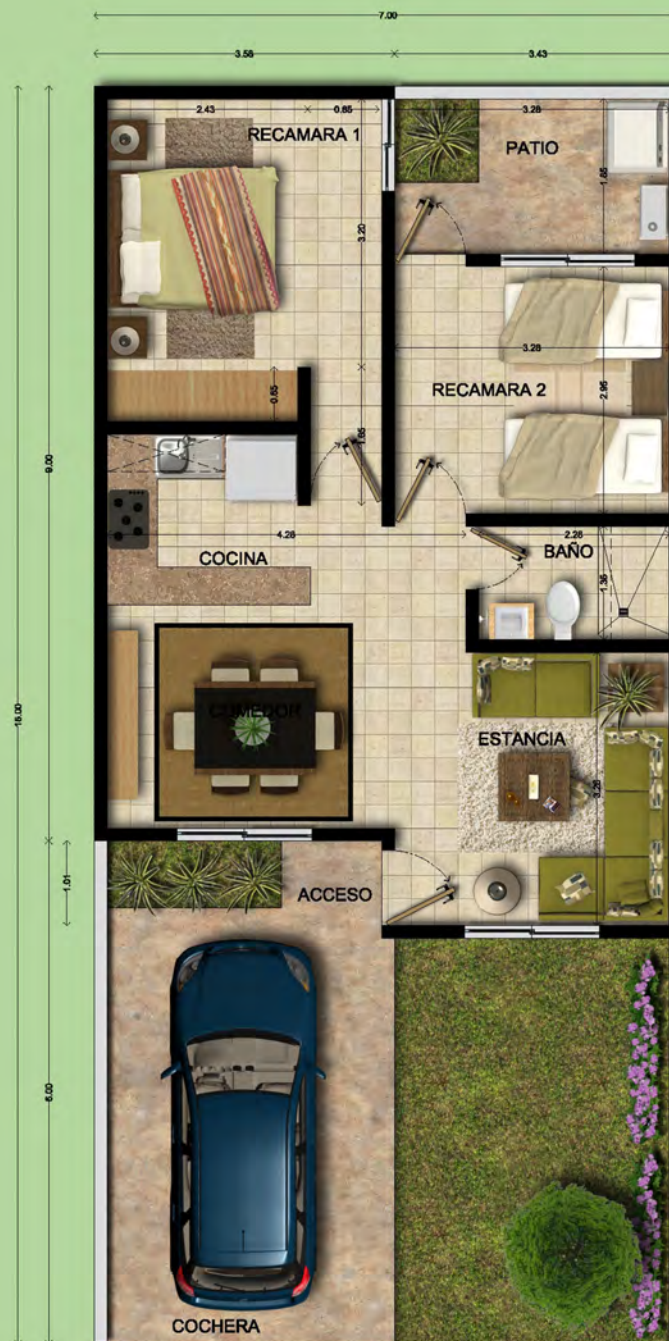 7.00
3.58
3.43
2.43
0.85
3.28
RECAMARA 1
PATIO
1.85
3.20
3.28
RECAMARA 2
2.95
0.65
1.65
9.00
4.28
2.28
BAÑO
COCINA
1.35
COMEDOR
ESTANCIA
3.28
15.00
1.01
ACCESO
6.00
COCHERA